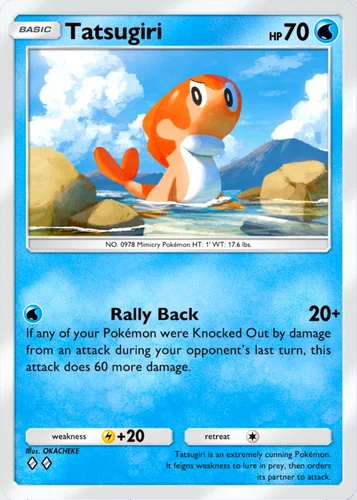 BASIC
Tatsugiri
HP 70
NO. 0978 Mimicry Pokémon HT: 1' WT: 17.6 lbs.
Rally Back 20+
If any of your Pokémon were Knocked Out by damage
from an attack during your opponent's last turn, this
attack does 60 more damage.
weakness +20
retreat
Illus. OKACHEKE
Tatsugiri is an extremely cunning Pokémon.
It feigns weakness to lure in prey, then orders
its partner to attack.